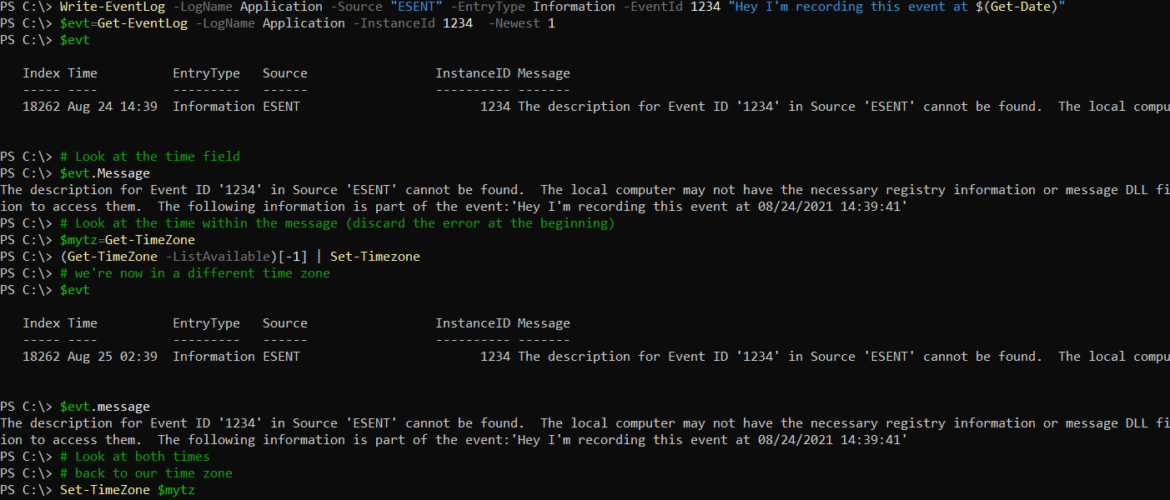 PS C:\> Write-EventLog -LogName Application -Source "ESENT" -EntryType Information -EventId 1234 "Hey I'm recording this event at $(Get-Date)"
PS C:\> $evt=Get-EventLog -LogName Application -InstanceId 1234  -Newest 1
PS C:\> $evt
   Index Time          EntryType   Source                 InstanceID Message
   ----- ----          ---------   ------                 ---------- -------
   18262 Aug 24 14:39  Information ESENT                        1234 The description for Event ID '1234' in Source 'ESENT' cannot be found.  The local compu
PS C:\> # Look at the time field
PS C:\> $evt.Message
The description for Event ID '1234' in Source 'ESENT' cannot be found.  The local computer may not have the necessary registry information or message DLL fi
ion to access them.  The following information is part of the event:'Hey I'm recording this event at 08/24/2021 14:39:41'
PS C:\> # Look at the time within the message (discard the error at the beginning)
PS C:\> $mytz=Get-TimeZone
PS C:\> (Get-TimeZone -ListAvailable)[-1] | Set-Timezone
PS C:\> # we're now in a different time zone
PS C:\> $evt
   Index Time          EntryType   Source                 InstanceID Message
   ----- ----          ---------   ------                 ---------- -------
   18262 Aug 25 02:39  Information ESENT                        1234 The description for Event ID '1234' in Source 'ESENT' cannot be found.  The local compu
PS C:\> $evt.message
The description for Event ID '1234' in Source 'ESENT' cannot be found.  The local computer may not have the necessary registry information or message DLL fi
ion to access them.  The following information is part of the event:'Hey I'm recording this event at 08/24/2021 14:39:41'
PS C:\> # Look at both times
PS C:\> # back to our time zone
PS C:\> Set-TimeZone $mytz